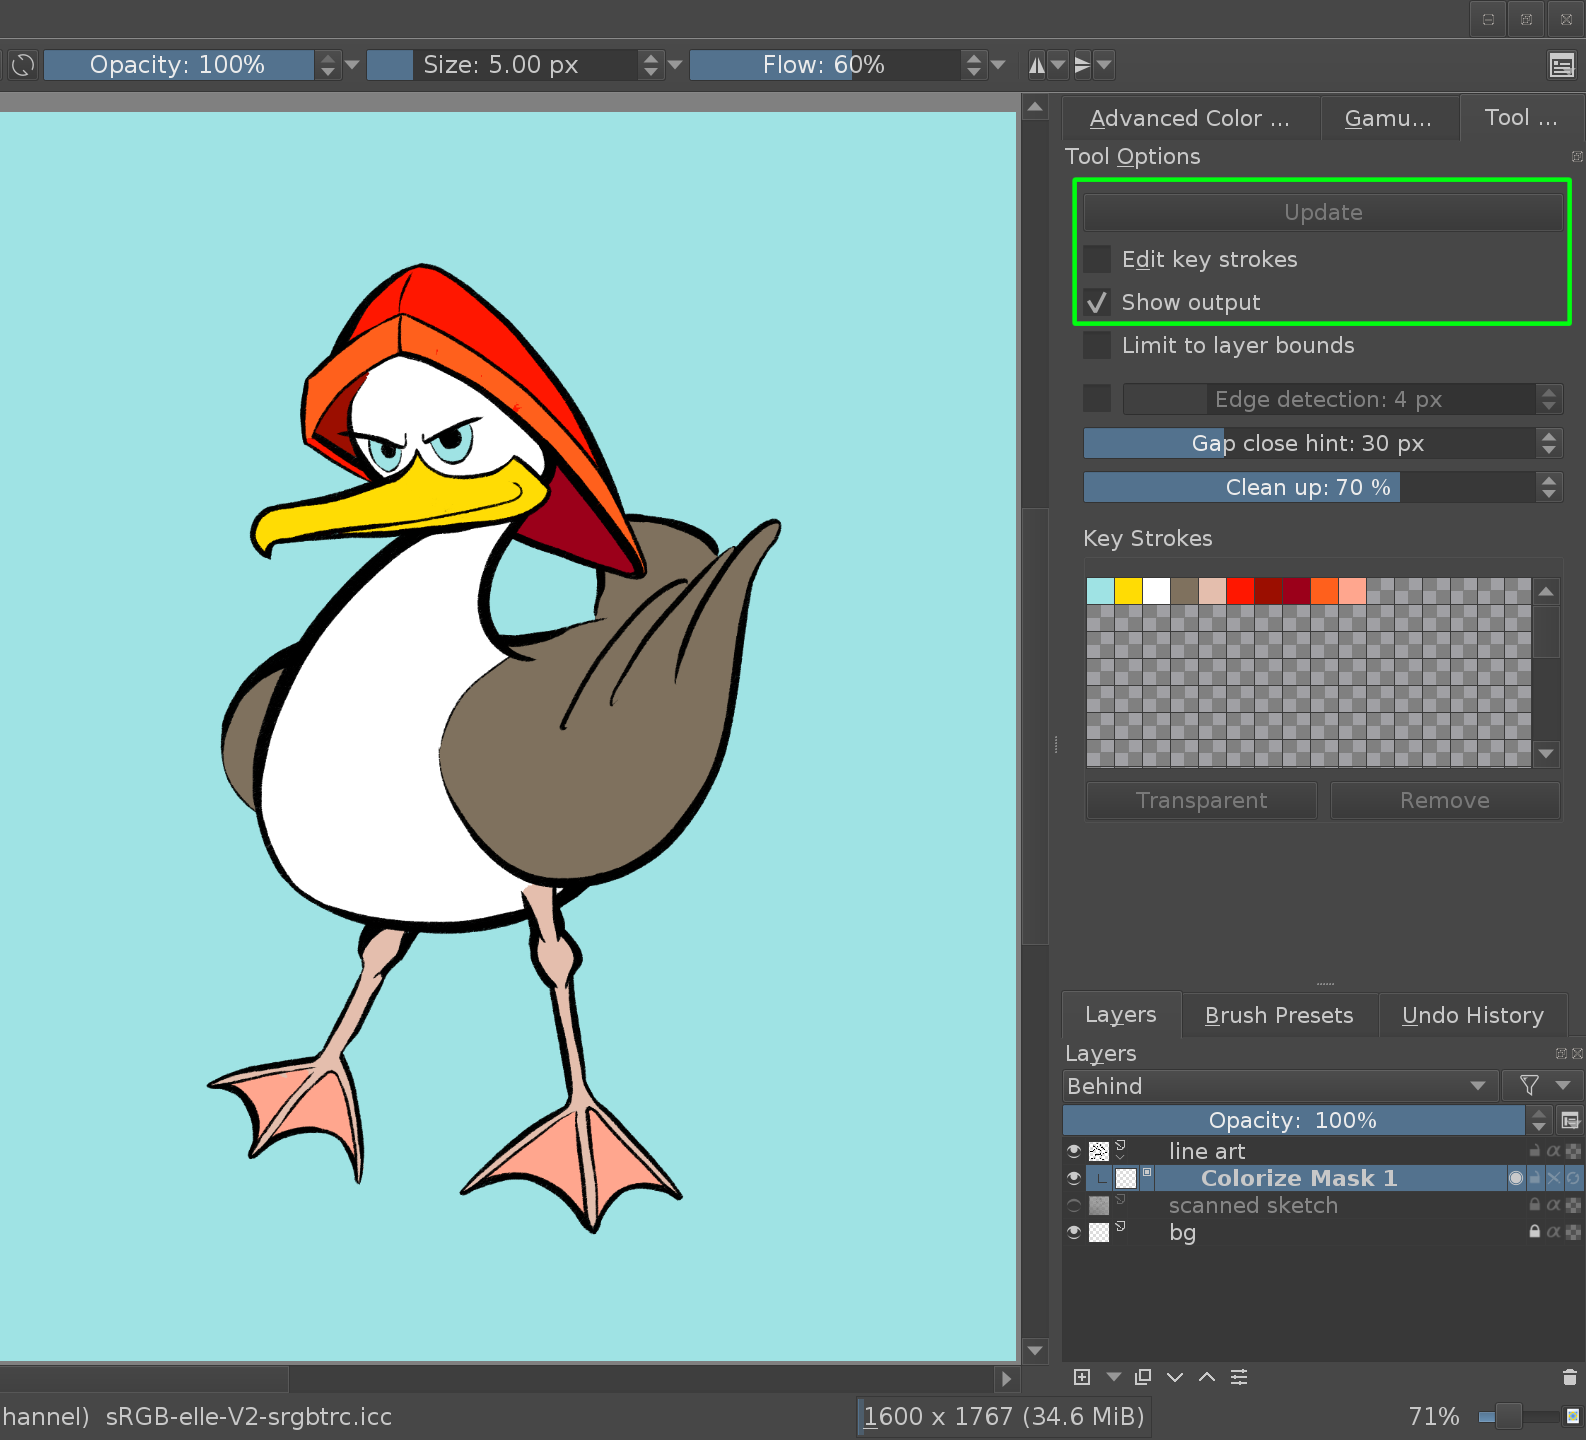 Opacity: 100%
Size: 5.00 px
Flow: 60%
Advanced Color ...
Gamu...
Tool ...
Tool Options
Update
Edit key strokes
Show output
Limit to layer bounds
Edge detection: 4 px
Gap close hint: 30 px
Clean up: 70 %
Key Strokes
Transparent
Remove
Layers
Brush Presets
Undo History
Layers
Behind
Opacity: 100%
line art
Colorize Mask 1
scanned sketch
bg
hannel) sRGB-elle-V2-srgbtrc.icc
1600 x 1767 (34.6 MiB)
71%